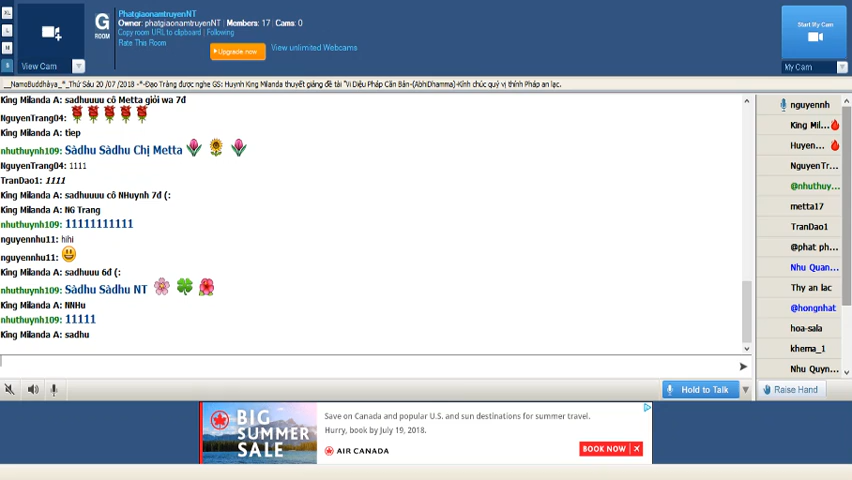 XL
L
M
S
View Cam
G
ROOM
PhatgiaonamtruyenNT
Owner: phatgiaonamtruyenNT | Members: 17 | Cams: 0
Copy room URL to clipboard | Following
Rate This Room
Upgrade now
View unlimited Webcams
Start My Cam
My Cam
__NamoBuddhàya_*_Thứ Sáu 20 /07 /2018 -*-Đạo Tràng được nghe GS: Huynh King Milanda thuyết giảng đề tài "Vi Diệu Pháp Căn Bản-(AbhiDhamma)-Kính chúc quý vị thính Pháp an lạc.
King Milanda A: sadhuuuu cô Metta giỏi wa 7đ
NguyenTrang04:
King Milanda A: tiep
nhuthuynh109: Sàdhu Sàdhu Chị Metta
NguyenTrang04: 1111
TranDao1: 1111
King Milanda A: sadhuuuu cô NHuynh 7đ (:
King Milanda A: NG Trang
nhuthuynh109: 11111111111
nguyennhu11: hihi
nguyennhu11:
King Milanda A: sadhuuu 6đ (:
nhuthuynh109: Sàdhu Sàdhu NT
King Milanda A: NNHu
nhuthuynh109: 11111
King Milanda A: sadhu
nguyennh
King Mil...
Huyen...
NguyenTr...
@nhuthuy...
metta17
TranDao1
@phat ph...
Nhu Quan...
Thy an lac
@hongnhat
hoa-sala
khema_1
Nhu Quyn...
Hold to Talk
Raise Hand
BIG
SUMMER
SALE
Save on Canada and popular U.S. and sun destinations for summer travel.
Hurry, book by July 19, 2018.
AIR CANADA
BOOK NOW